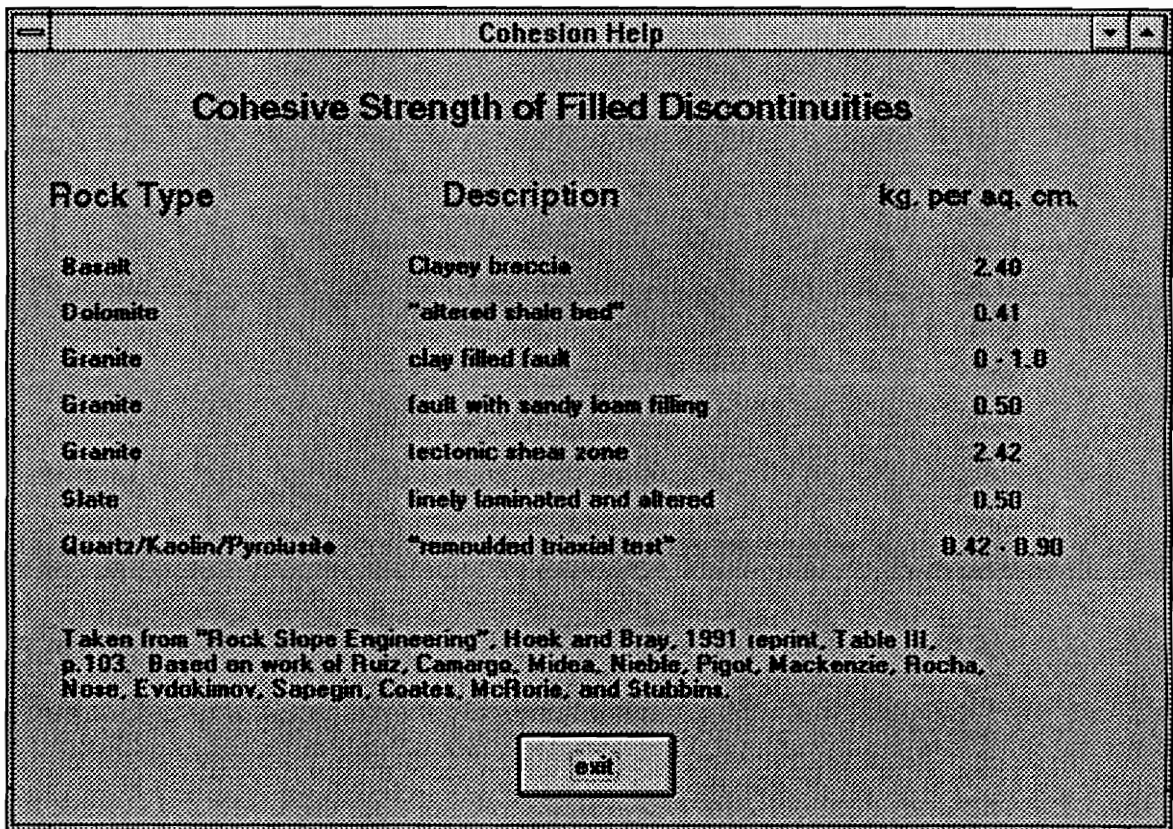 Cohesion Help
Cohesive Strength of Filled Discontinuities
Rock Type Description kg. per aq. cm.
Basalt Clayey breccia 2.40
Dolomite "altered shale bed" 0.41
Granite clay filled fault 0 - 1.0
Granite fault with sandy loam filling 0.50
Granite tectonic shear zone 2.42
Slate finely laminated and altered 0.50
Quartz/Kaolin/Pyrolusite "remoulded triaxial test" 0.42 - 0.90
Taken from "Rock Slope Engineering", Hoek and Bray, 1991 reprint, Table III,
p.103. Based on work of Ruiz, Camargo, Midea, Nieble, Pigot, Mackenzie, Rocha,
Nose, Evdokimov, Sapegin, Coates, McRorie, and Stubbins.
exit